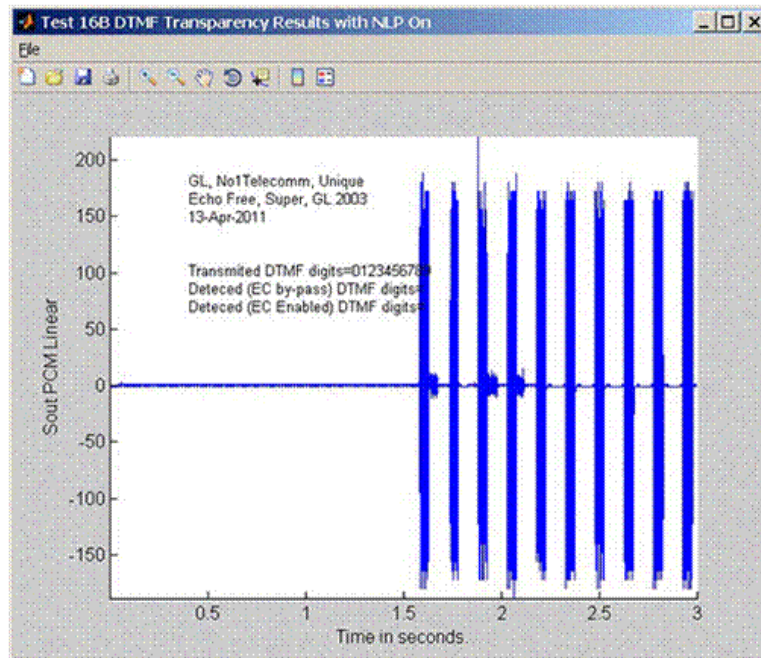 Test 16B DTMF Transparency Results with NLP On
File
GL, No1Telecomm, Unique
Echo Free, Super, GL 2003
13-Apr-2011
Transmited DTMF digits=0123456789
Deteced (EC by-pass) DTMF digits=
Deteced (EC Enabled) DTMF digits=
Sout PCM Linear
200
150
100
50
0
-50
-100
-150
0.5 1 1.5 2 2.5 3
Time in seconds.